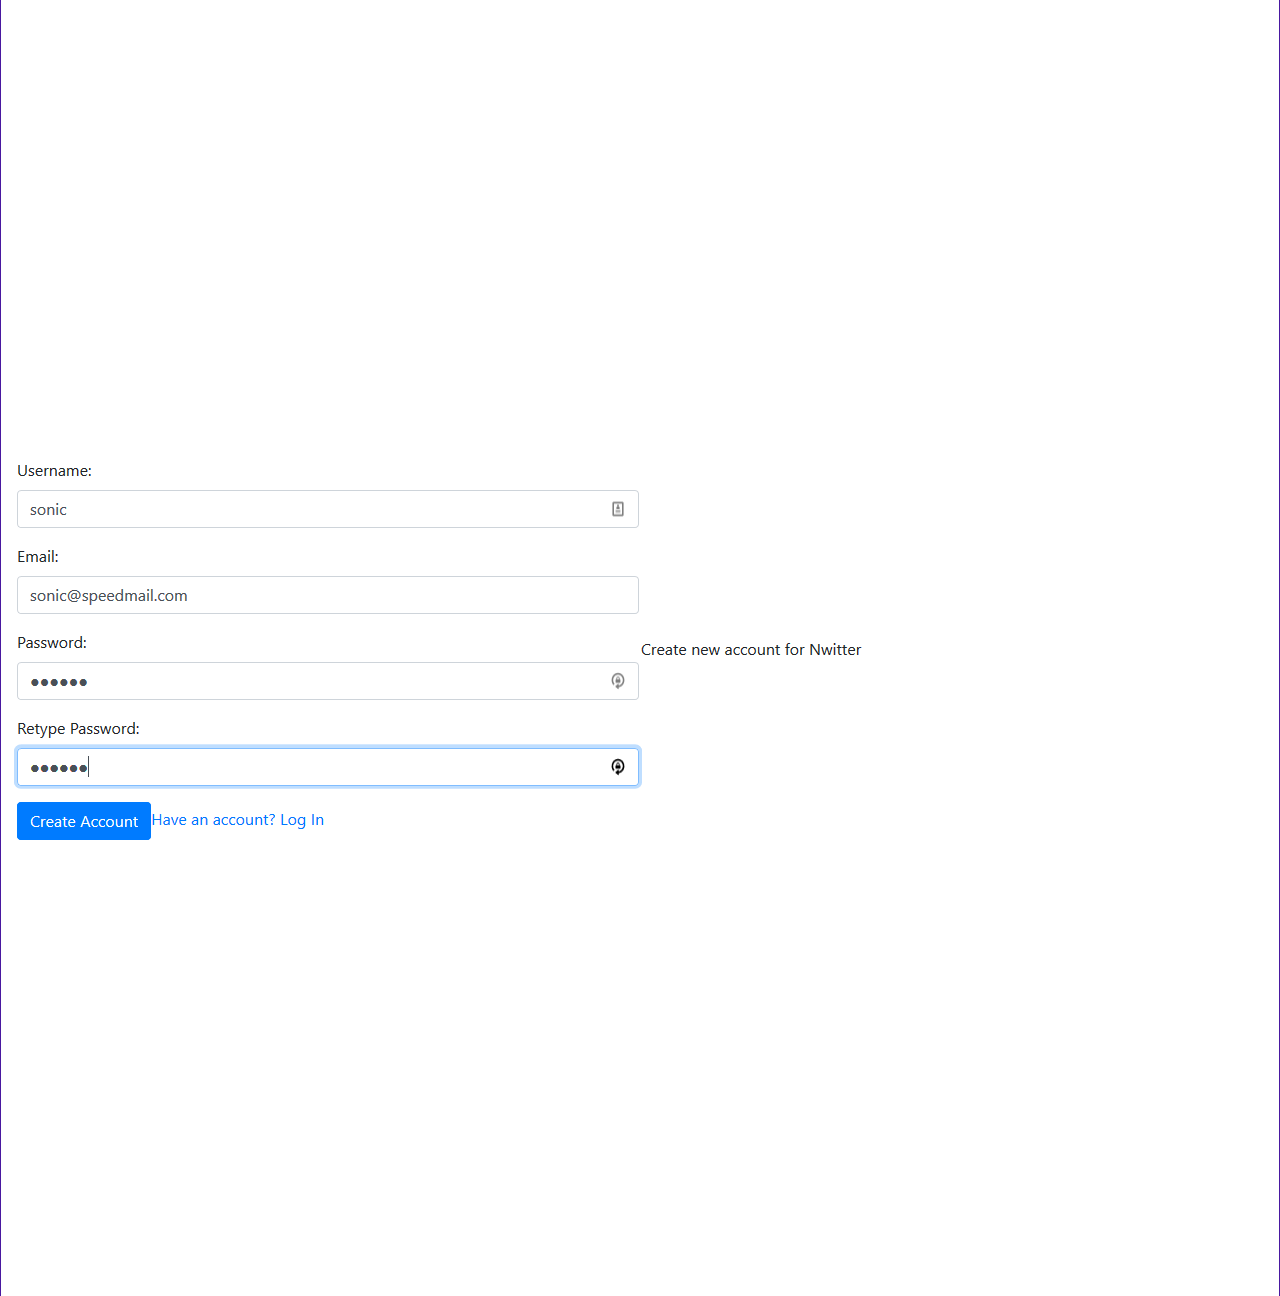 Username:
sonic
Email:
sonic@speedmail.com
Password:
●●●●●●
Create new account for Nwitter
Retype Password:
●●●●●●
Create Account
Have an account? Log In